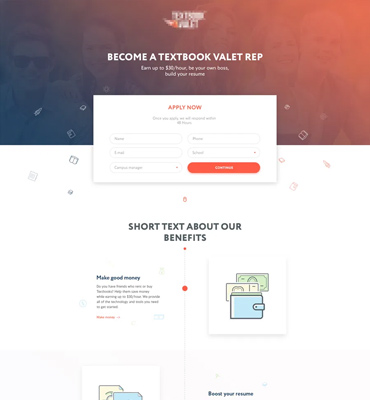 TEXTBOOK
VALET
BECOME A TEXTBOOK VALET REP
Earn up to $30/hour, be your own boss,
build your resume
APPLY NOW
Once you apply, we will respond within
48 hours
Name
Phone
E-mail
School
Campus manager
CONTINUE
SHORT TEXT ABOUT OUR
BENEFITS
Make good money
Do you have friends who rent or buy
Textbooks? Help them save money
while earning up to $30/hour. We provide
all of the technology and tools you need
to get started
Make money
Boost your resume